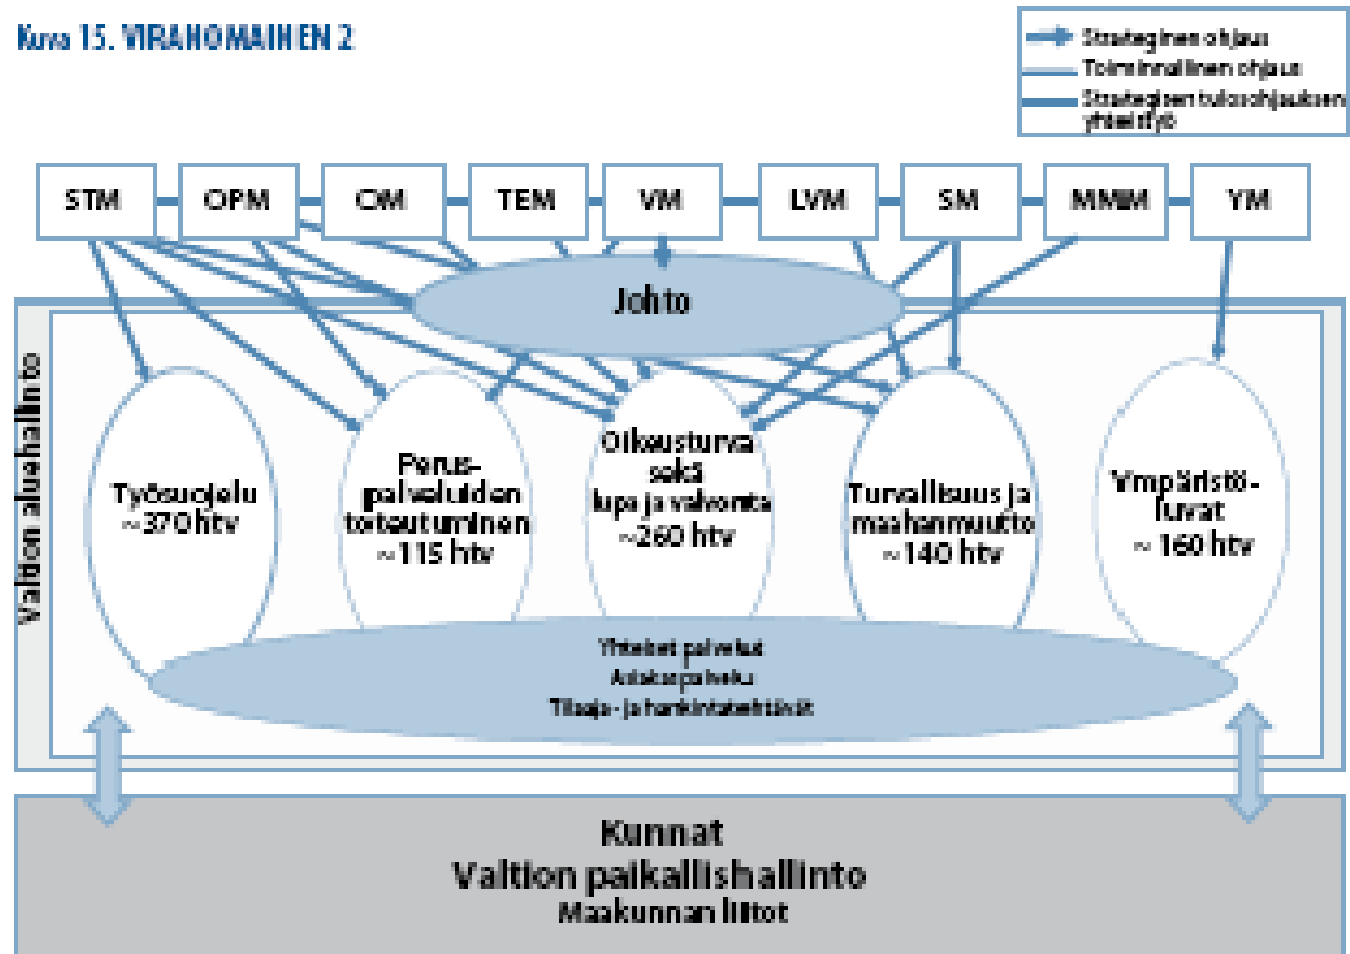 Kuva 15. VIRANOMAINEN 2
Strateginen ohjaus
Toiminnallinen ohjaus
Strategisen tulosohjauksen
yhteistyö
STM
OPM
OM
TEM
VM
LVM
SM
MMM
YM
Johto
Valtion aluehallinto
Työsuojelu
~370 htv
Perus-
palveluiden
toteutuminen
~115 htv
Oikeusturva
sekä
lupa ja valvonta
~260 htv
Turvallisuus ja
maahanmuutto
~140 htv
Ympäristö-
luvat
~ 160 htv
Yhteiset palvelut
Asiakaspalvelu
Tilaaja- ja hankintatehtävät
Kunnat
Valtion paikallishallinto
Maakunnan liitot